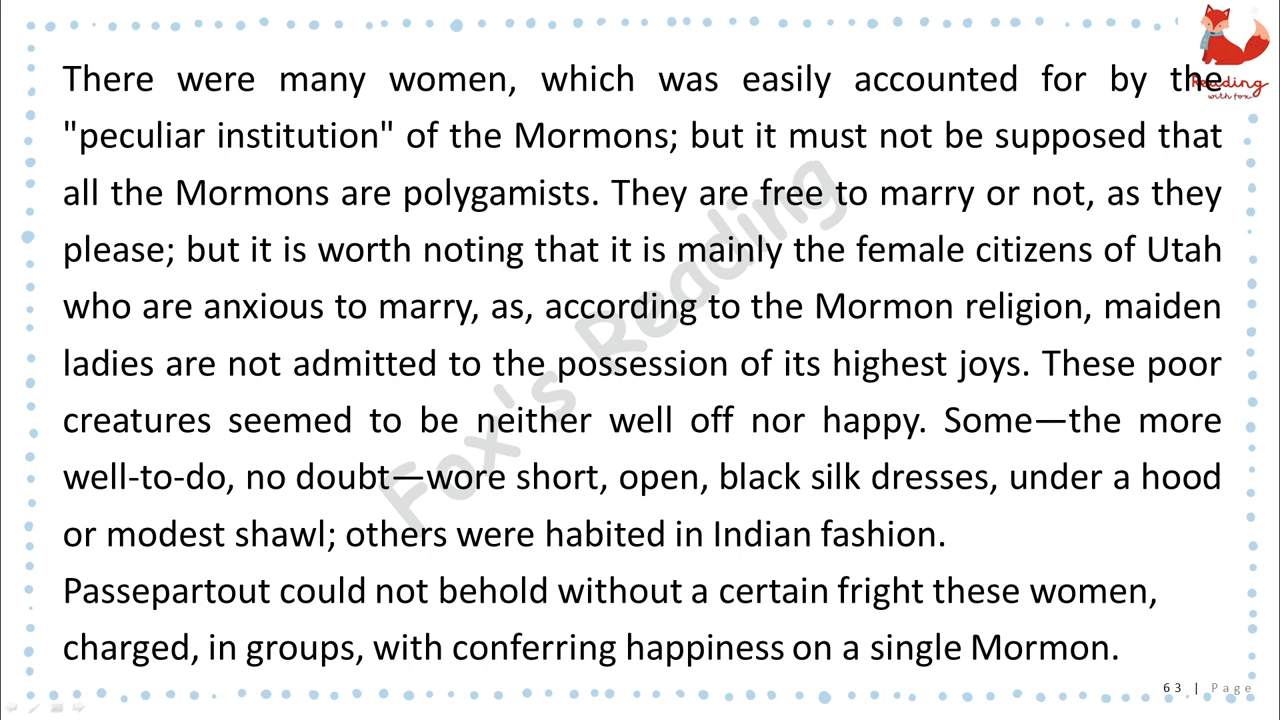 There were many women, which was easily accounted for by the
"peculiar institution" of the Mormons; but it must not be supposed that
all the Mormons are polygamists. They are free to marry or not, as they
please; but it is worth noting that it is mainly the female citizens of Utah
who are anxious to marry, as, according to the Mormon religion, maiden
ladies are not admitted to the possession of its highest joys. These poor
creatures seemed to be neither well off nor happy. Some—the more
well-to-do, no doubt—wore short, open, black silk dresses, under a hood
or modest shawl; others were habited in Indian fashion.
Passepartout could not behold without a certain fright these women,
charged, in groups, with conferring happiness on a single Mormon.
Reading
with fox
Fox's Reading
63 | Page